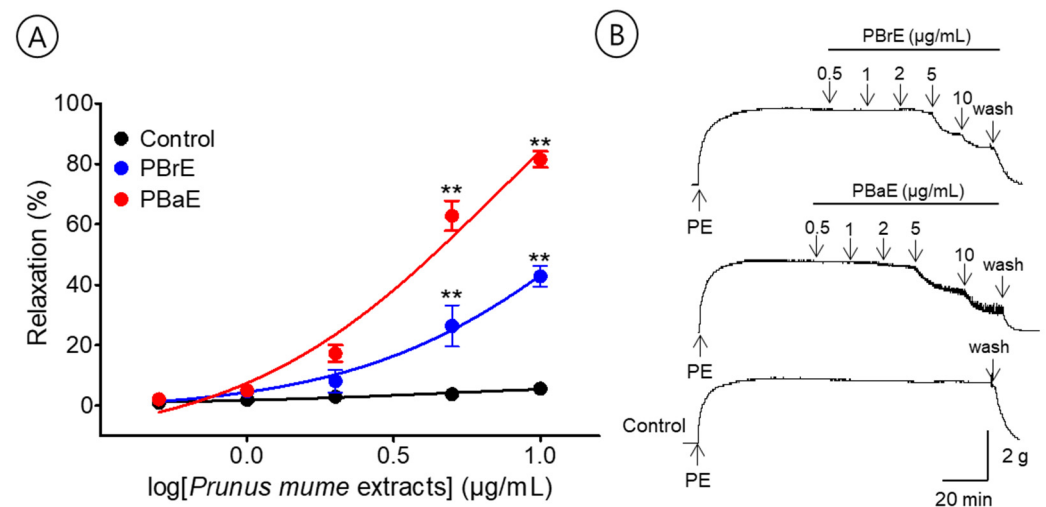 A
100
80
60
40
20
0
Relaxation (%)
Control
PBrE
PBaE
**
**
**
**
0.0 0.5 1.0
log[Prunus mume extracts] (µg/mL)
B
PBrE (µg/mL)
0.5 1 2 5 10 wash
PE
PBaE (µg/mL)
0.5 1 2 5 10 wash
PE
wash
Control
PE
2 g
20 min